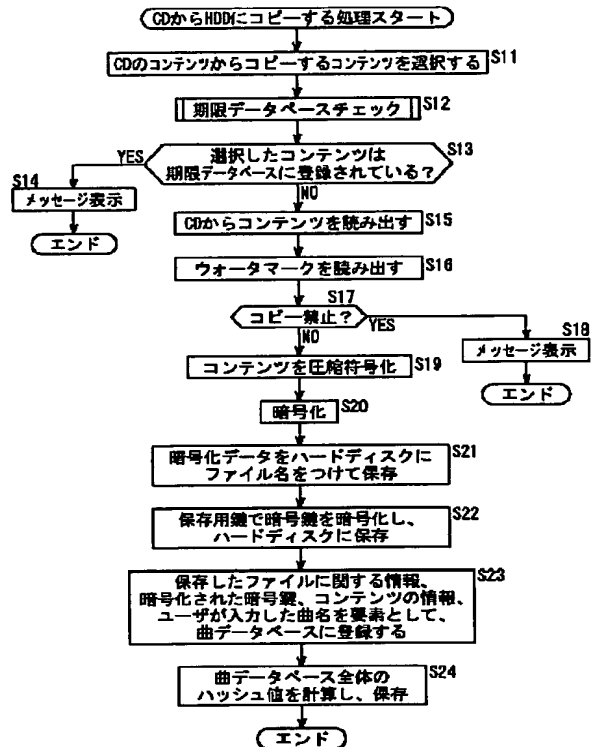 CDからHDDにコピーする処理スタート
CDのコンテンツからコピーするコンテンツを選択する
S11
期限データベースチェック
S12
選択したコンテンツは
期限データベースに登録されている?
S13
YES
NO
S14
メッセージ表示
エンド
CDからコンテンツを読み出す
S15
ウォータマークを読み出す
S16
S17
コピー禁止?
YES
NO
S18
メッセージ表示
エンド
コンテンツを圧縮符号化
S19
暗号化
S20
暗号化データをハードディスクに
ファイル名をつけて保存
S21
保存用鍵で暗号鍵を暗号化し、
ハードディスクに保存
S22
保存したファイルに関する情報、
暗号化された暗号鍵、コンテンツの情報、
ユーザが入力した曲名を要素として、
曲データベースに登録する
S23
曲データベース全体の
ハッシュ値を計算し、保存
S24
エンド